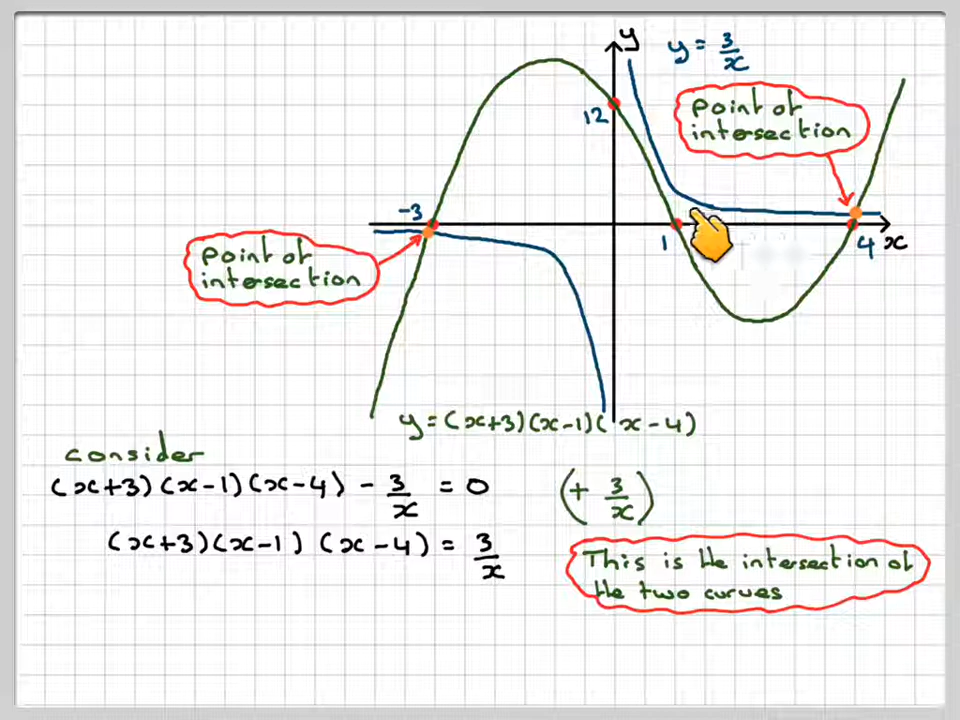 y
y = 3/x
point of
intersection
12
-3
1
4
x
point of
intersection
y = (x+3)(x-1)(x-4)
consider
(x+3)(x-1)(x-4) - 3/x = 0
(+ 3/x)
(x+3)(x-1)(x-4) = 3/x
This is the intersection of
the two curves